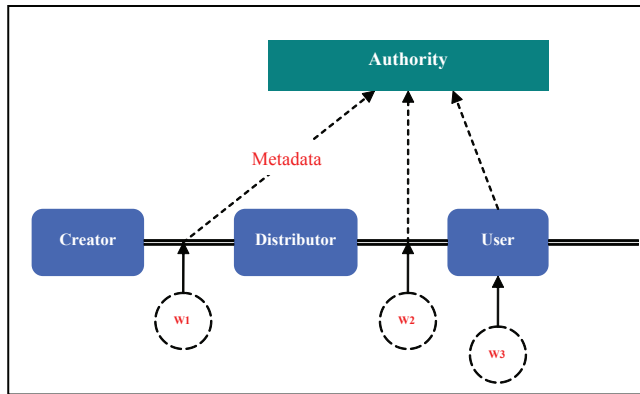 Authority
Metadata
Creator
Distributor
User
W1
W2
W3